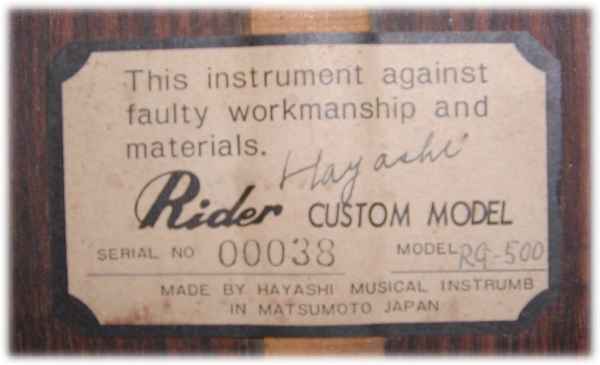 This instrument against
faulty workmanship and
materials.
Hayashi
Rider CUSTOM MODEL
SERIAL NO 00038 MODEL RG-500
MADE BY HAYASHI MUSICAL INSTRUMB
IN MATSUMOTO JAPAN